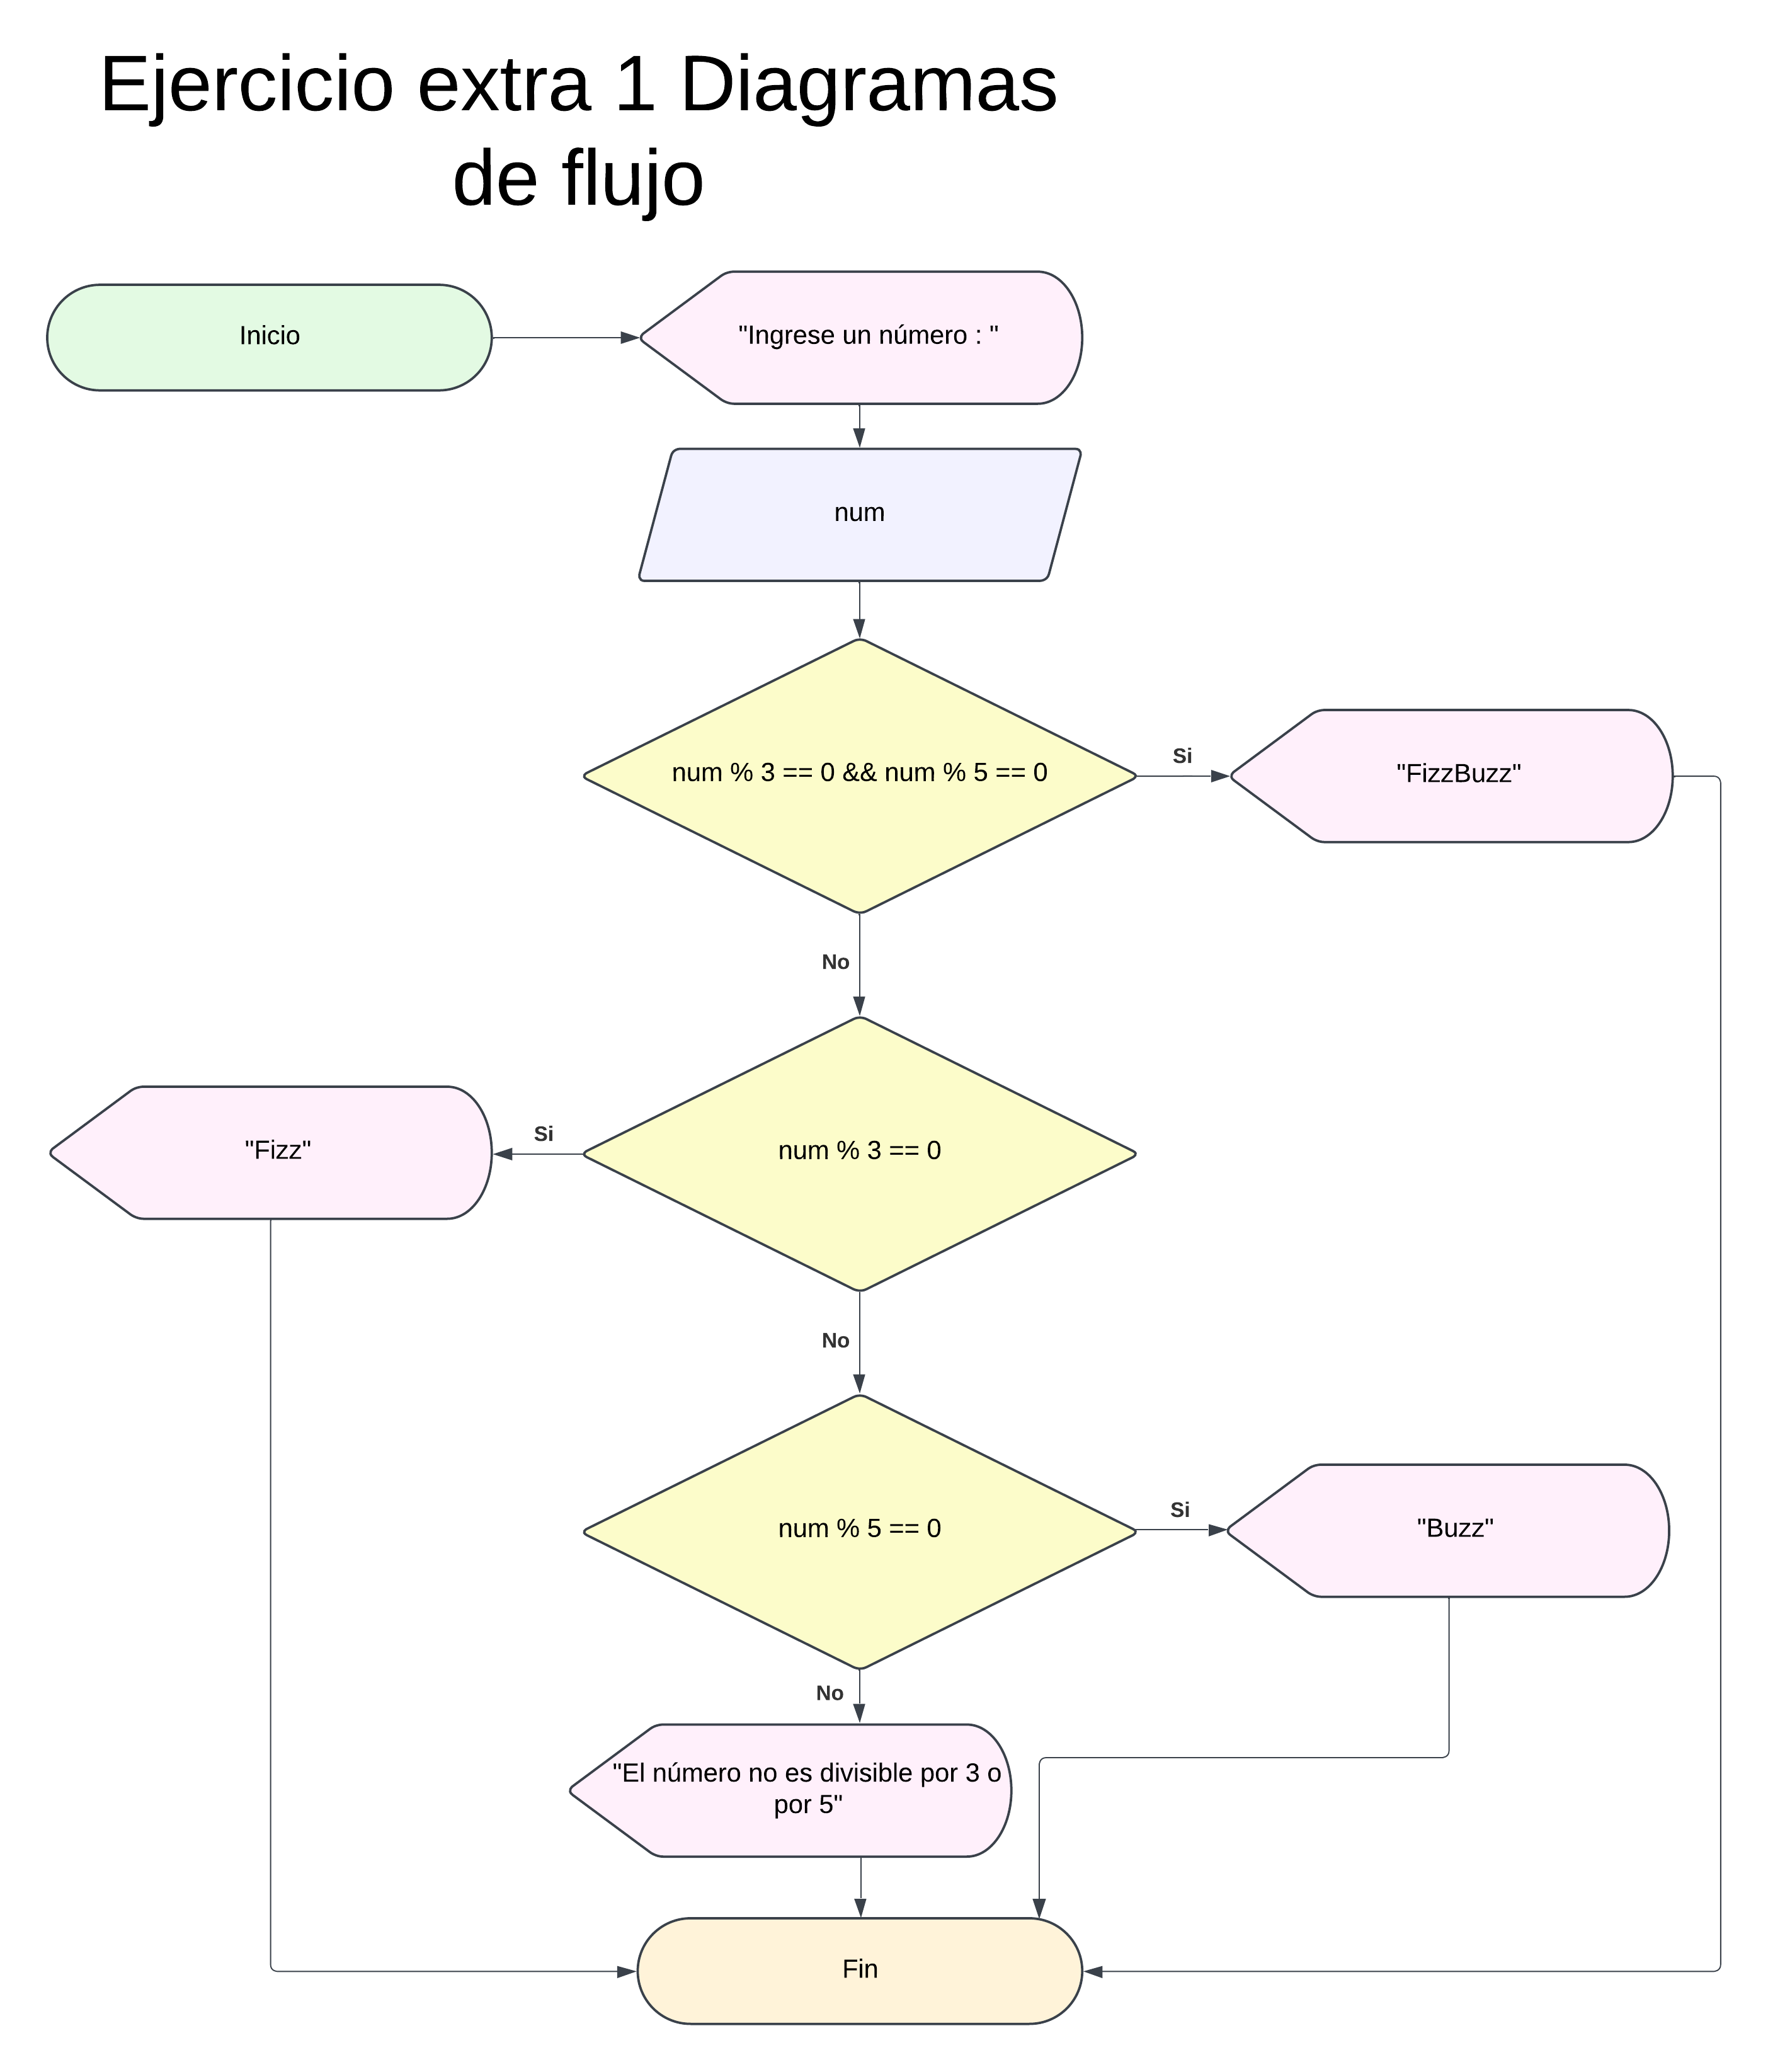 Ejercicio extra 1 Diagramas
de flujo
Inicio
"Ingrese un número : "
num
num % 3 == 0 && num % 5 == 0
Si
"FizzBuzz"
No
num % 3 == 0
Si
"Fizz"
No
num % 5 == 0
Si
"Buzz"
No
"El número no es divisible por 3 o
por 5"
Fin